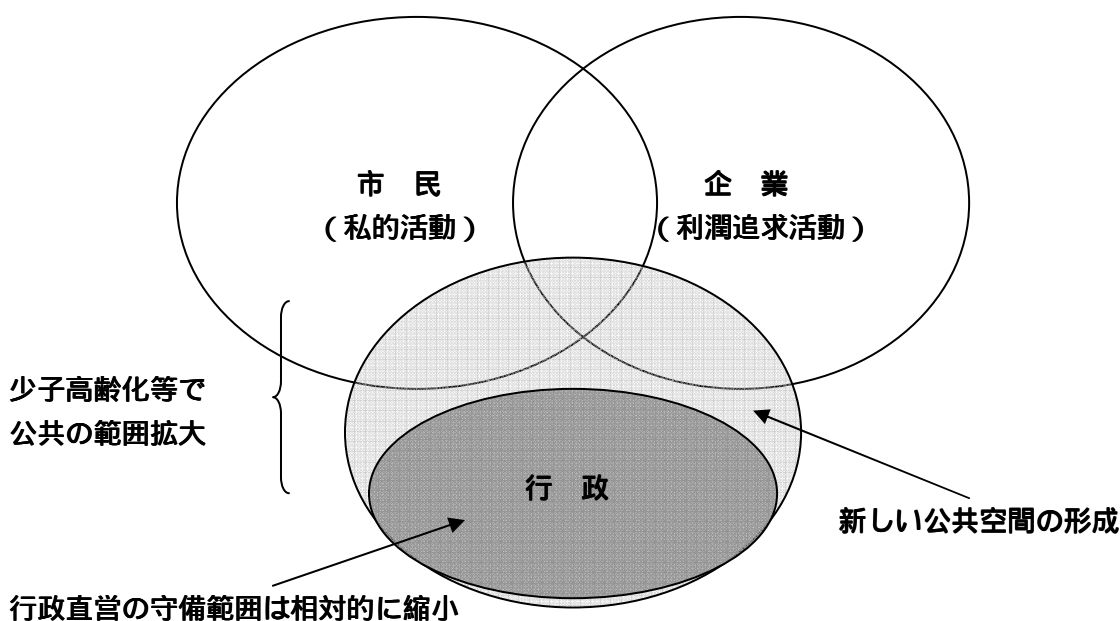 市　民
（私的活動）
企　業
（利潤追求活動）
少子高齢化等で
公共の範囲拡大
行　政
新しい公共空間の形成
行政直営の守備範囲は相対的に縮小